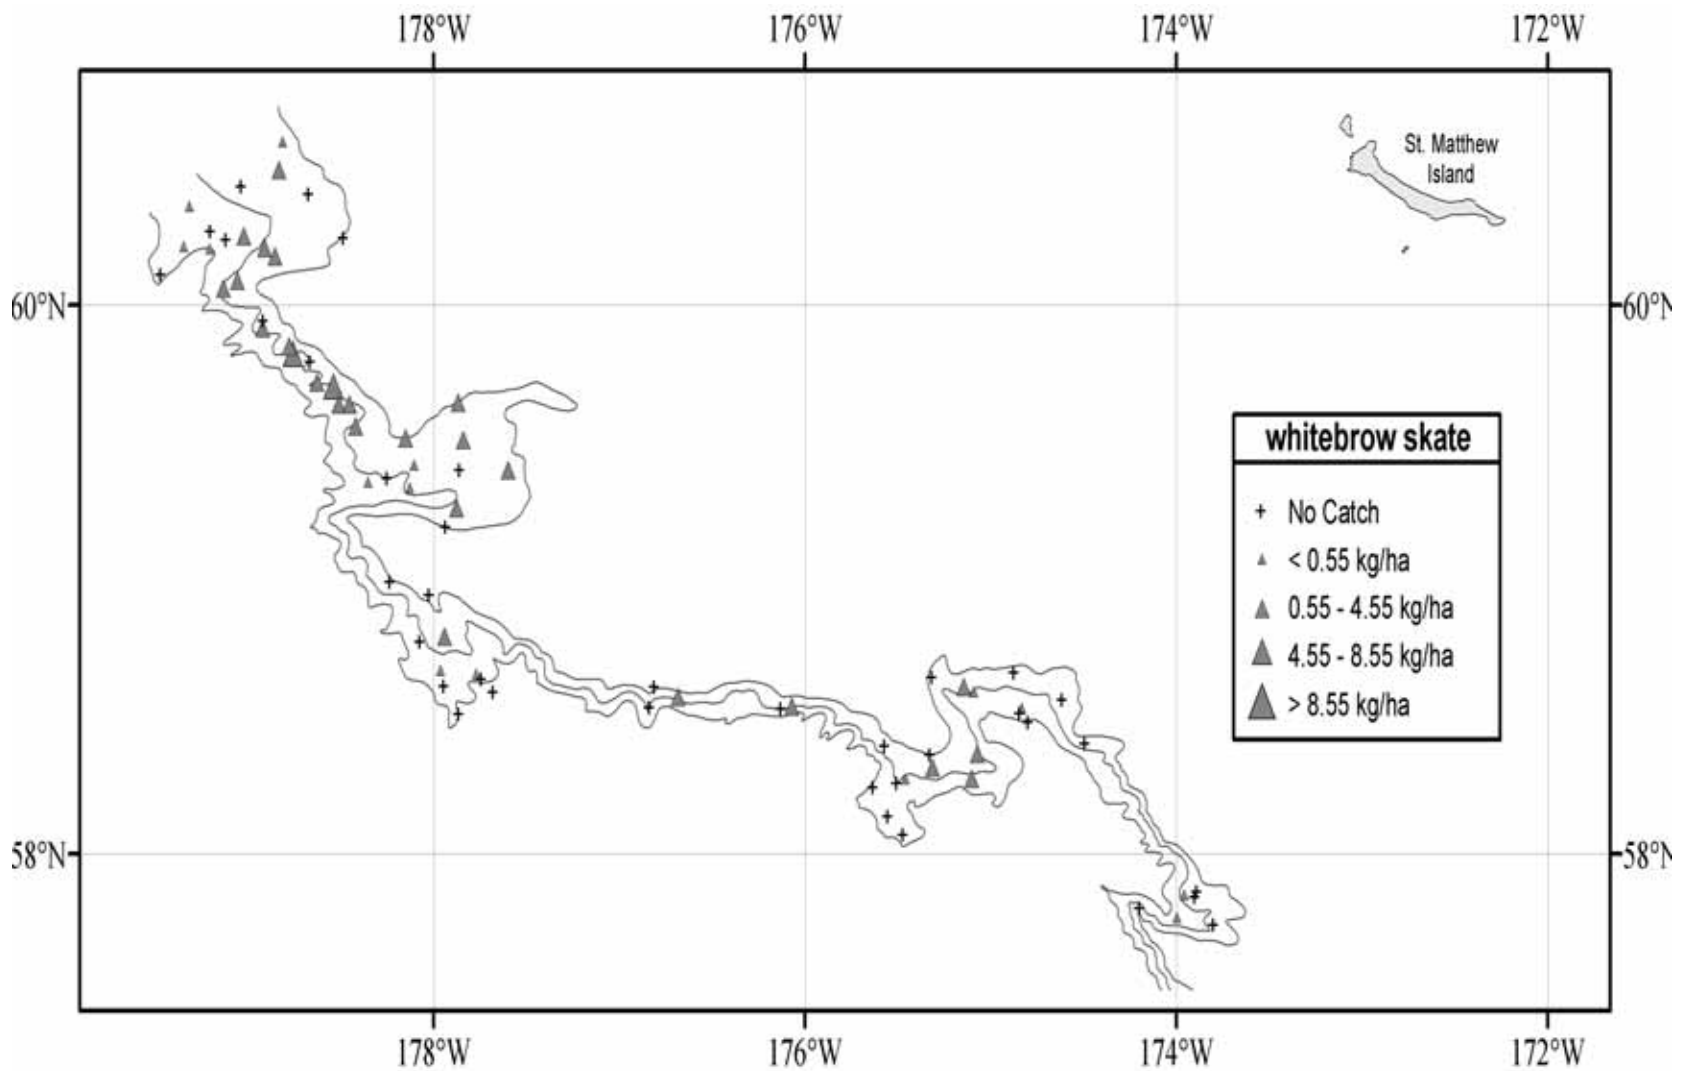 178°W 176°W 174°W 172°W
St. Matthew
Island
60°N 60°N
whitebrow skate
No Catch
< 0.55 kg/ha
0.55 - 4.55 kg/ha
4.55 - 8.55 kg/ha
> 8.55 kg/ha
58°N 58°N
178°W 176°W 174°W 172°W